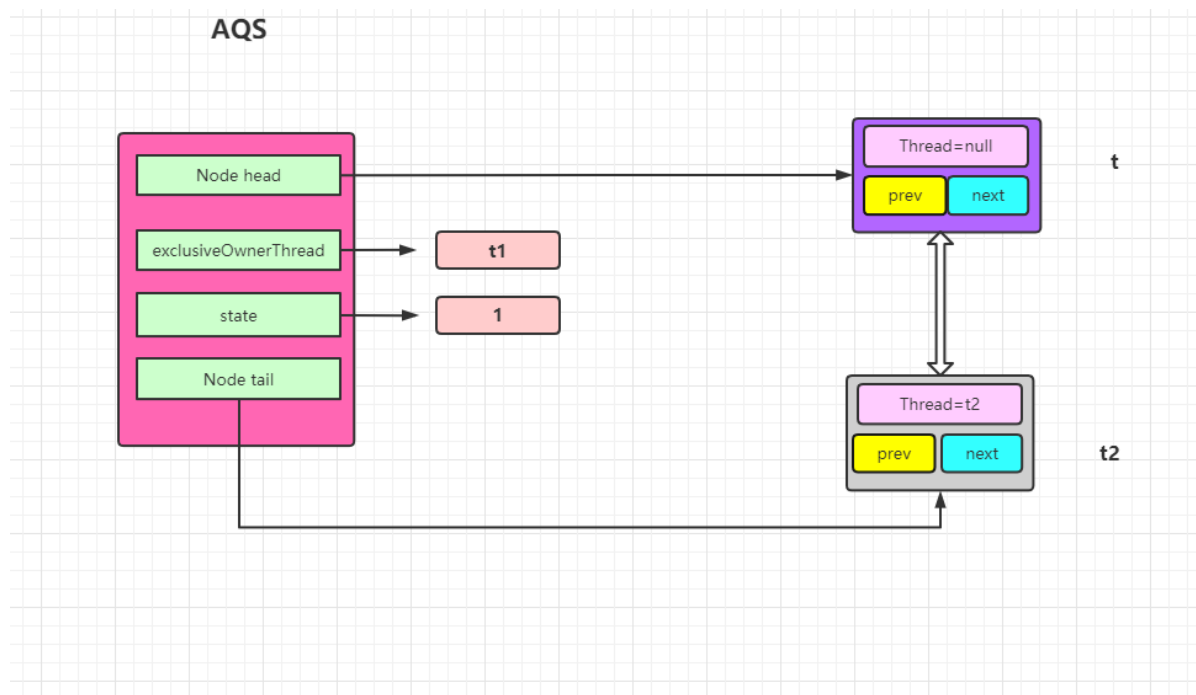 AQS
Node head
exclusiveOwnerThread
t1
state
1
Node tail
Thread=null
prev
next
t
Thread=t2
prev
next
t2